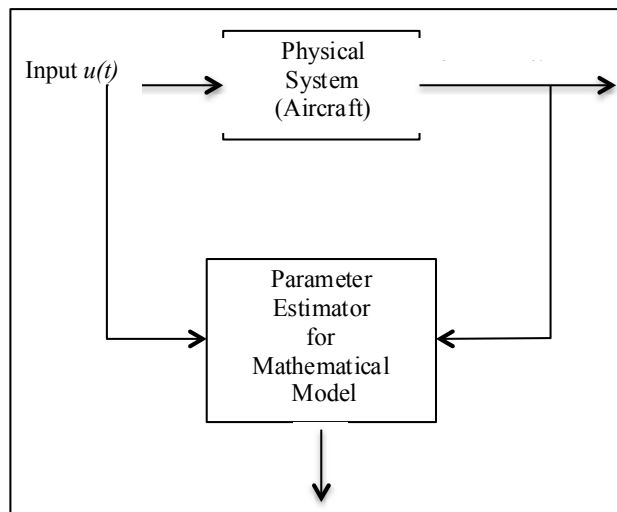 Input u(t)
Physical
System
(Aircraft)
Parameter
Estimator
for
Mathematical
Model